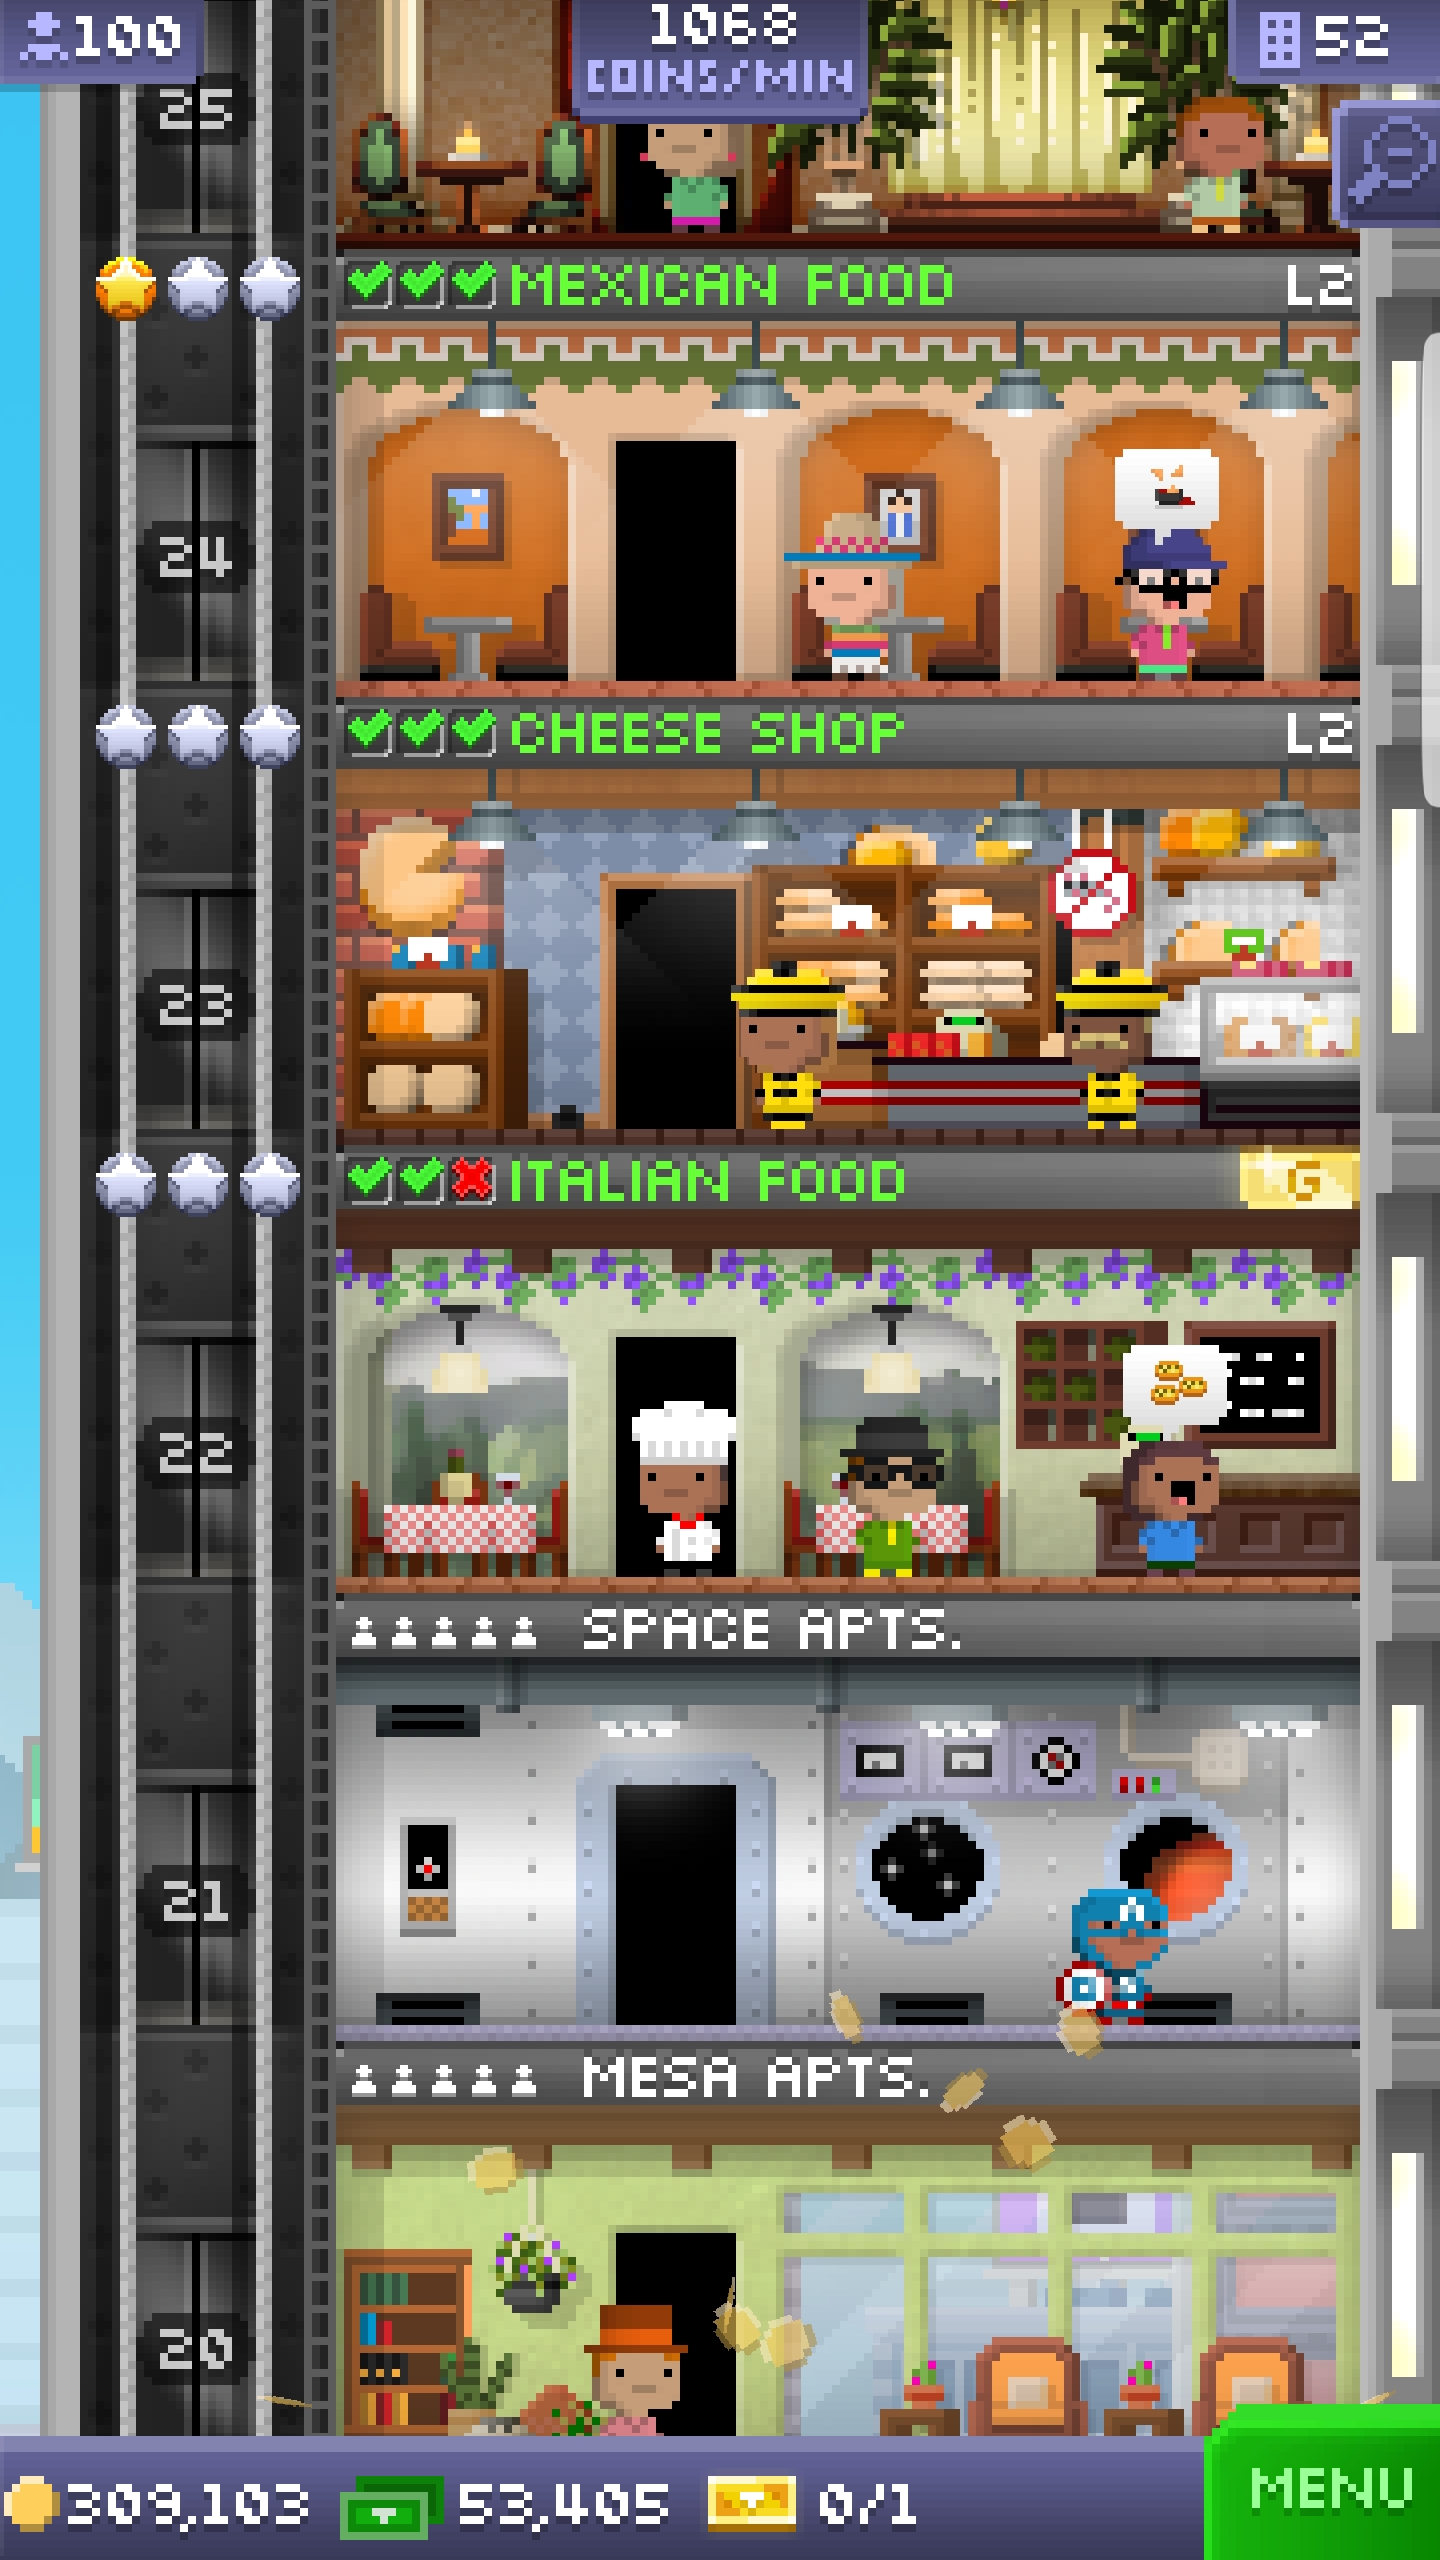 100
1068
COINS/MIN
52
25
MEXICAN FOOD L2
24
CHEESE SHOP L2
23
ITALIAN FOOD G
22
SPACE APTS.
21
MESA APTS.
20
309,103 53,405 0/1 MENU